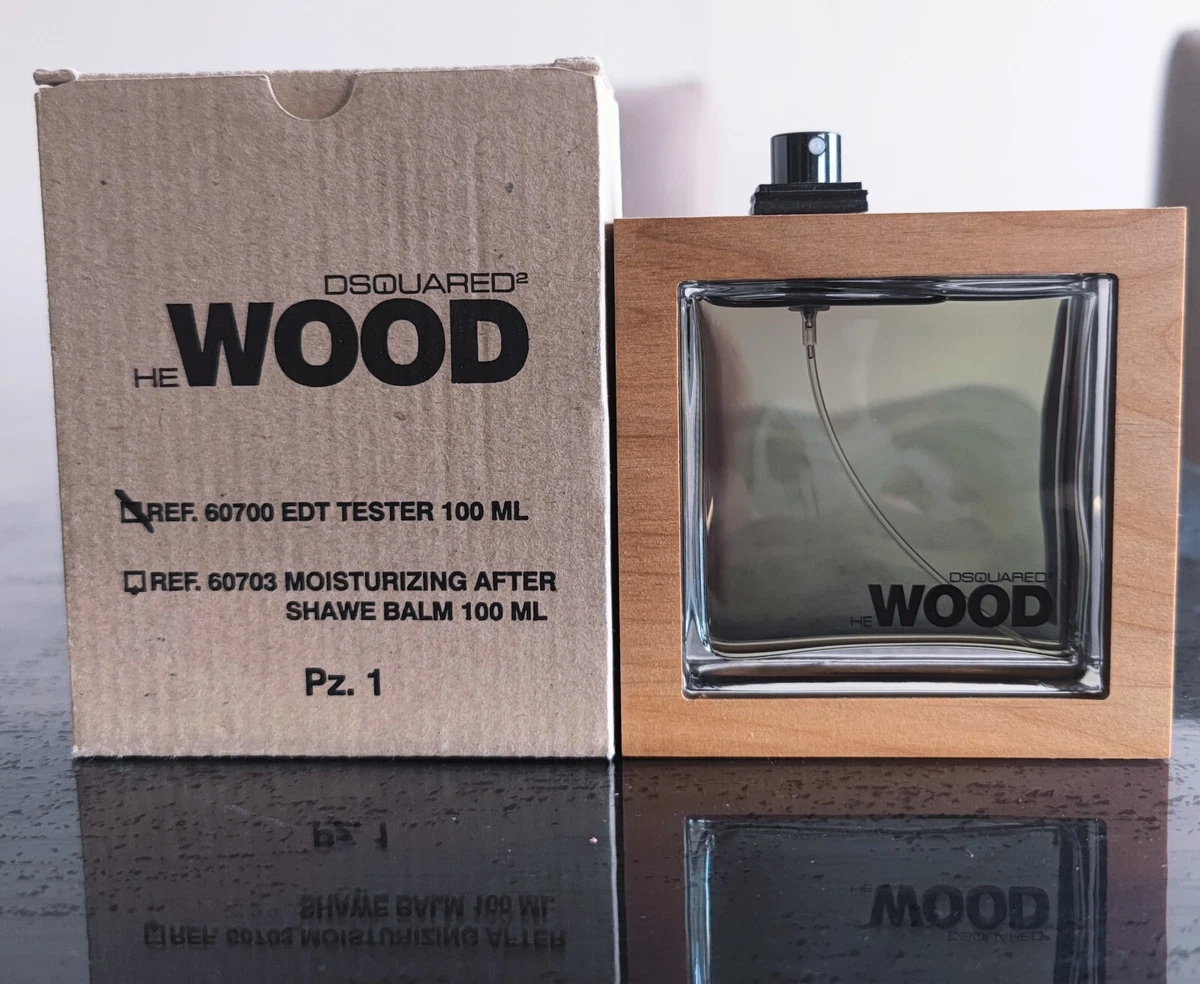 DSQUARED²
HE WOOD
REF. 60700 EDT TESTER 100 ML
REF. 60703 MOISTURIZING AFTER
SHAWE BALM 100 ML
Pz. 1
DSQUARED²
HE WOOD